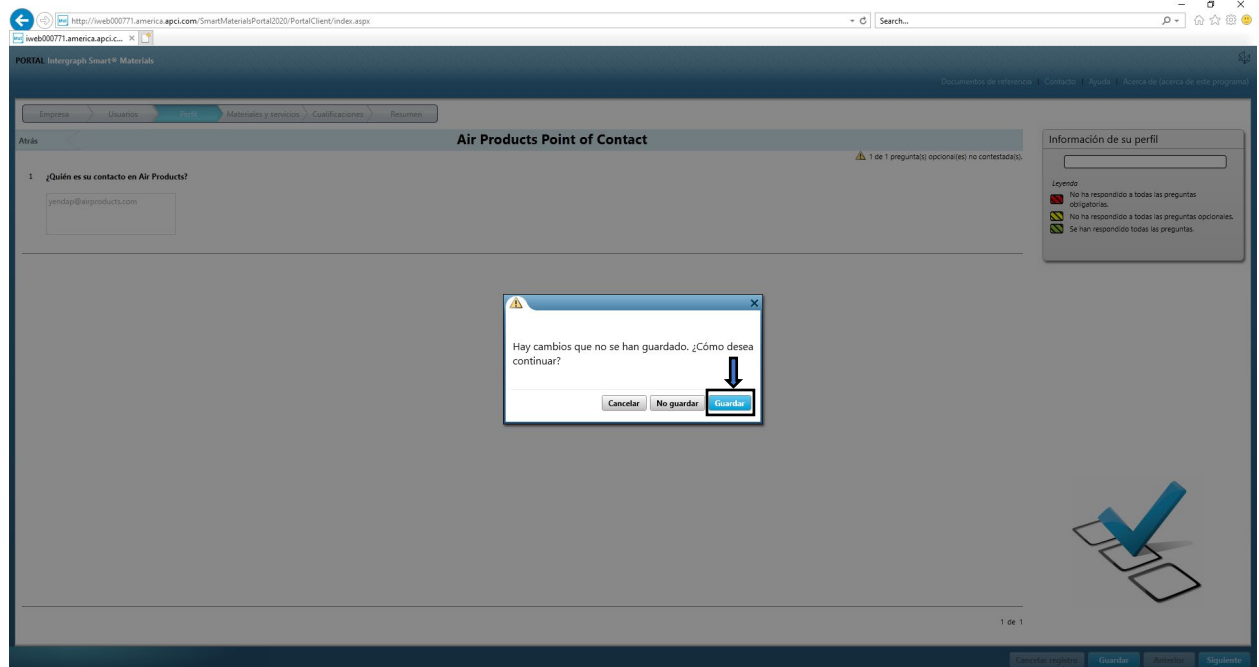 http://iweb000771.america.apci.com/SmartMaterialsPortal2020/PortalClient/index.aspx
Search...
iweb000771.america.apci.c...
PORTAL Intergraph Smart® Materials
Documentos de referencia | Contacto | Ayuda | Acerca de (acerca de este programa)
Empresa Usuarios Perfil Materiales y servicios Cualificaciones Resumen
Atrás
Air Products Point of Contact
1 de 1 pregunta(s) opcional(es) no contestada(s).
1 ¿Quién es su contacto en Air Products?
yendap@airproducts.com
Información de su perfil
Leyenda
No ha respondido a todas las preguntas
obligatorias.
No ha respondido a todas las preguntas opcionales.
Se han respondido todas las preguntas.
Hay cambios que no se han guardado. ¿Cómo desea
continuar?
Cancelar No guardar Guardar
1 de 1
Cancelar registro Guardar Anterior Siguiente